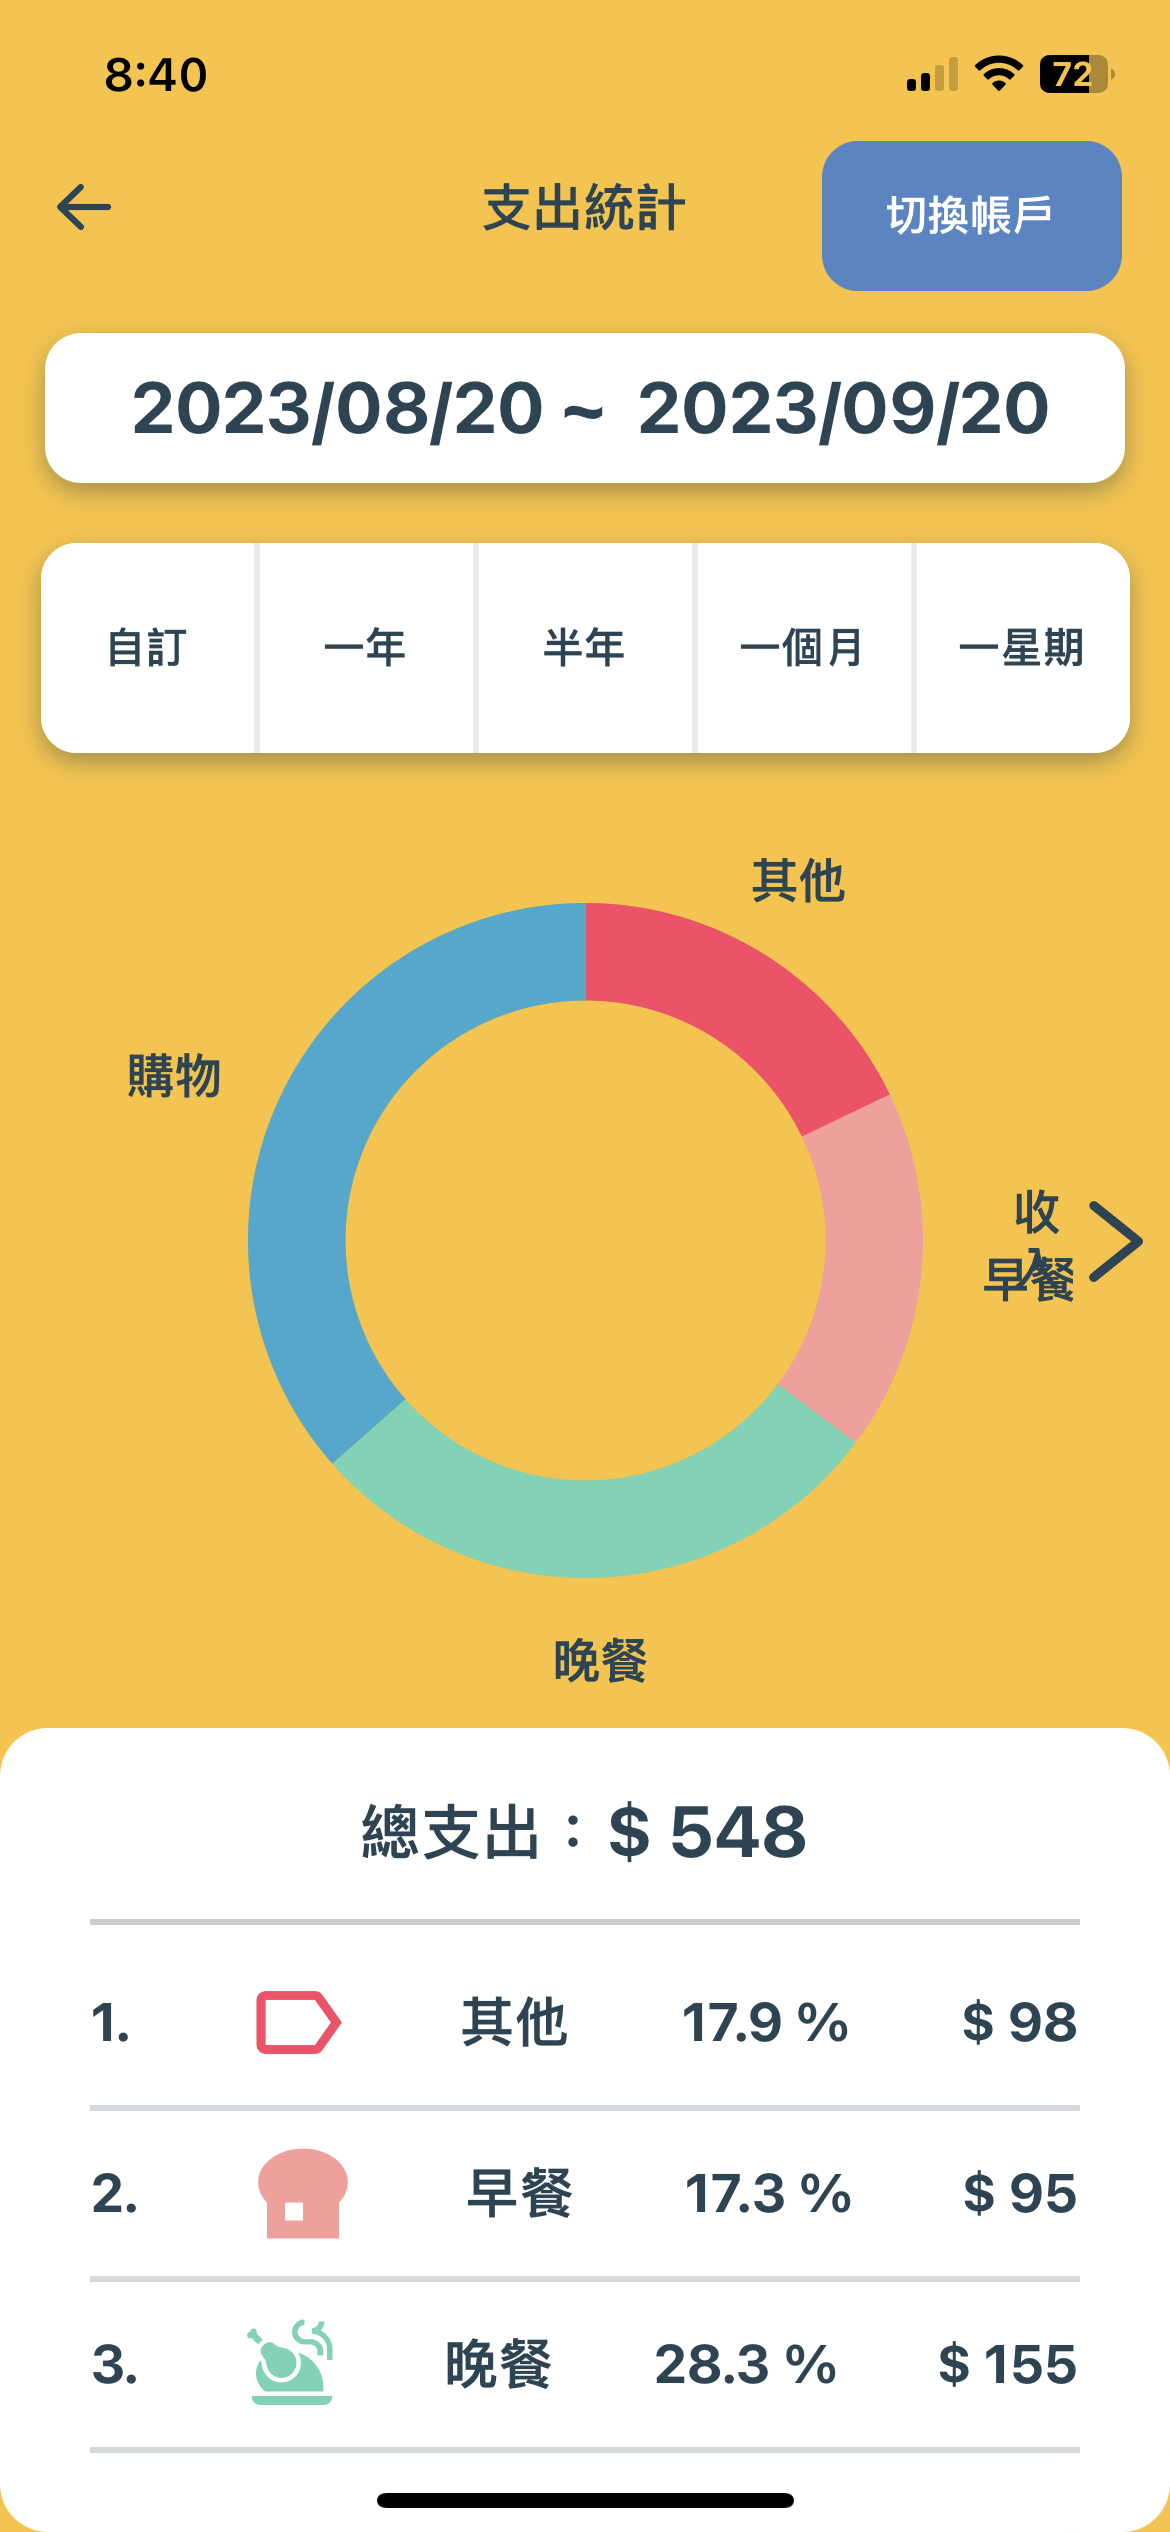 8:40
72
支出統計
切換帳戶
2023/08/20 ~ 2023/09/20
自訂 一年 半年 一個月 一星期
其他
購物
收入
早餐
晚餐
總支出：$ 548
1. 其他 17.9 % $ 98
2. 早餐 17.3 % $ 95
3. 晚餐 28.3 % $ 155